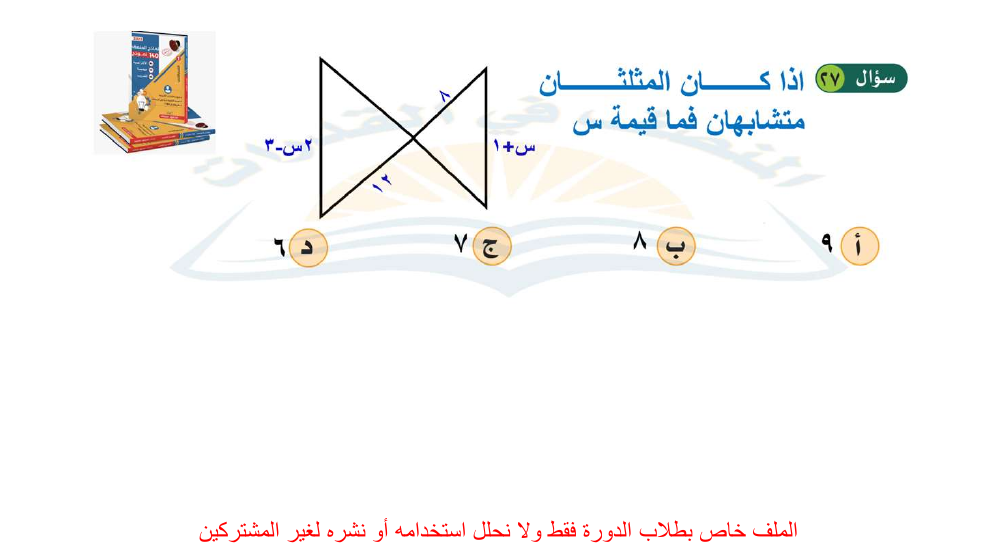 سؤال ٢٧
اذا كـــــان المثلثـــــان
متشابهان فما قيمة س
٨
١٢
٢س-٣
س+١
أ ٩
ب ٨
ج ٧
د ٦
الملف خاص بطلاب الدورة فقط ولا نحلل استخدامه أو نشره لغير المشتركين